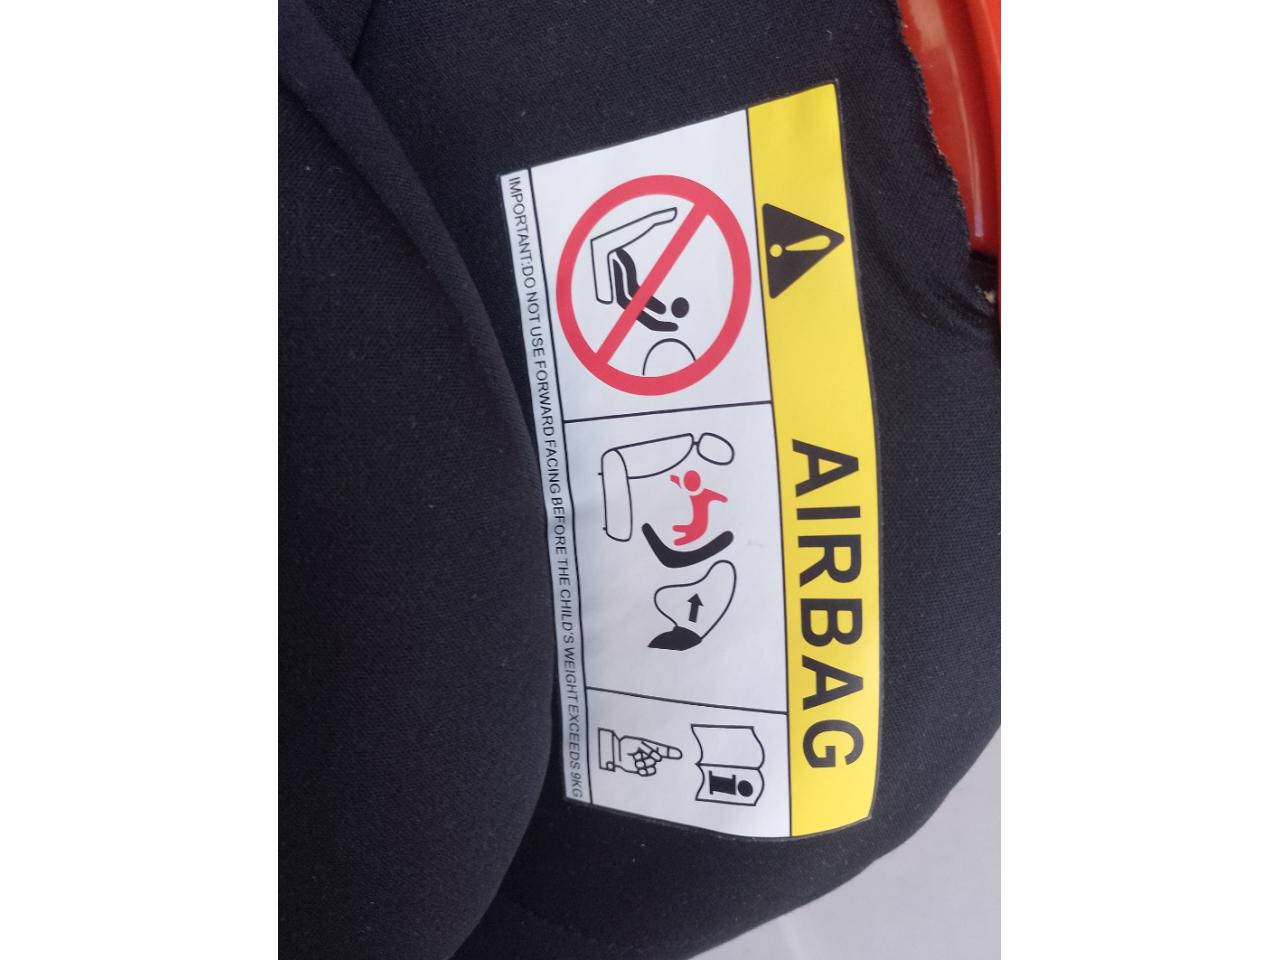 AIRBAG
IMPORTANT:DO NOT USE FORWARD FACING BEFORE THE CHILD'S WEIGHT EXCEEDS 9KG